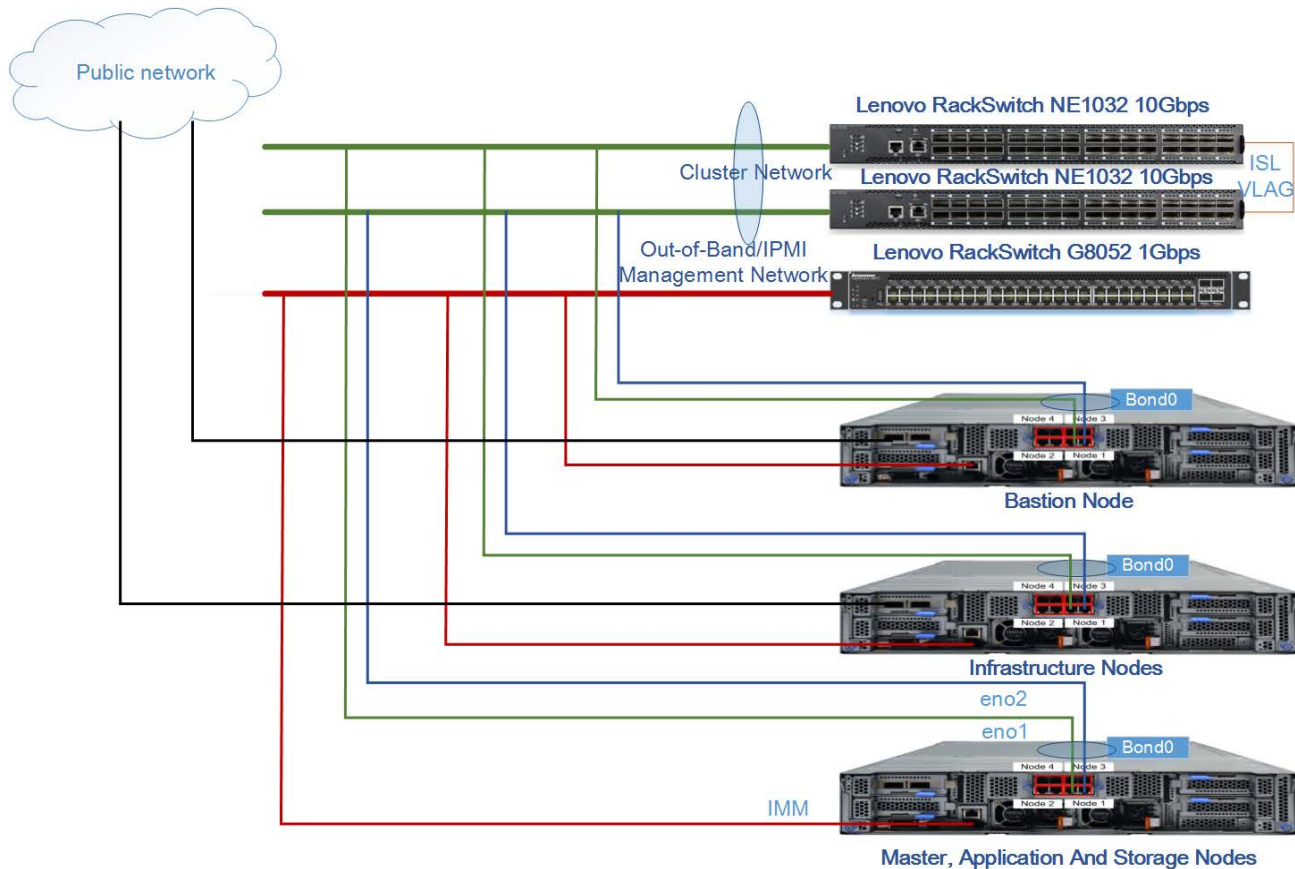 Public network
Lenovo RackSwitch NE1032 10Gbps
Cluster Network
Lenovo RackSwitch NE1032 10Gbps
ISL
VLAG
Out-of-Band/IPMI
Management Network
Lenovo RackSwitch G8052 1Gbps
Bond0
Node 4 Node 3
Node 2 Node 1
Bastion Node
Bond0
Node 4 Node 3
Node 2 Node 1
Infrastructure Nodes
eno2
eno1
Bond0
Node 4 Node 3
Node 2 Node 1
IMM
Master, Application And Storage Nodes